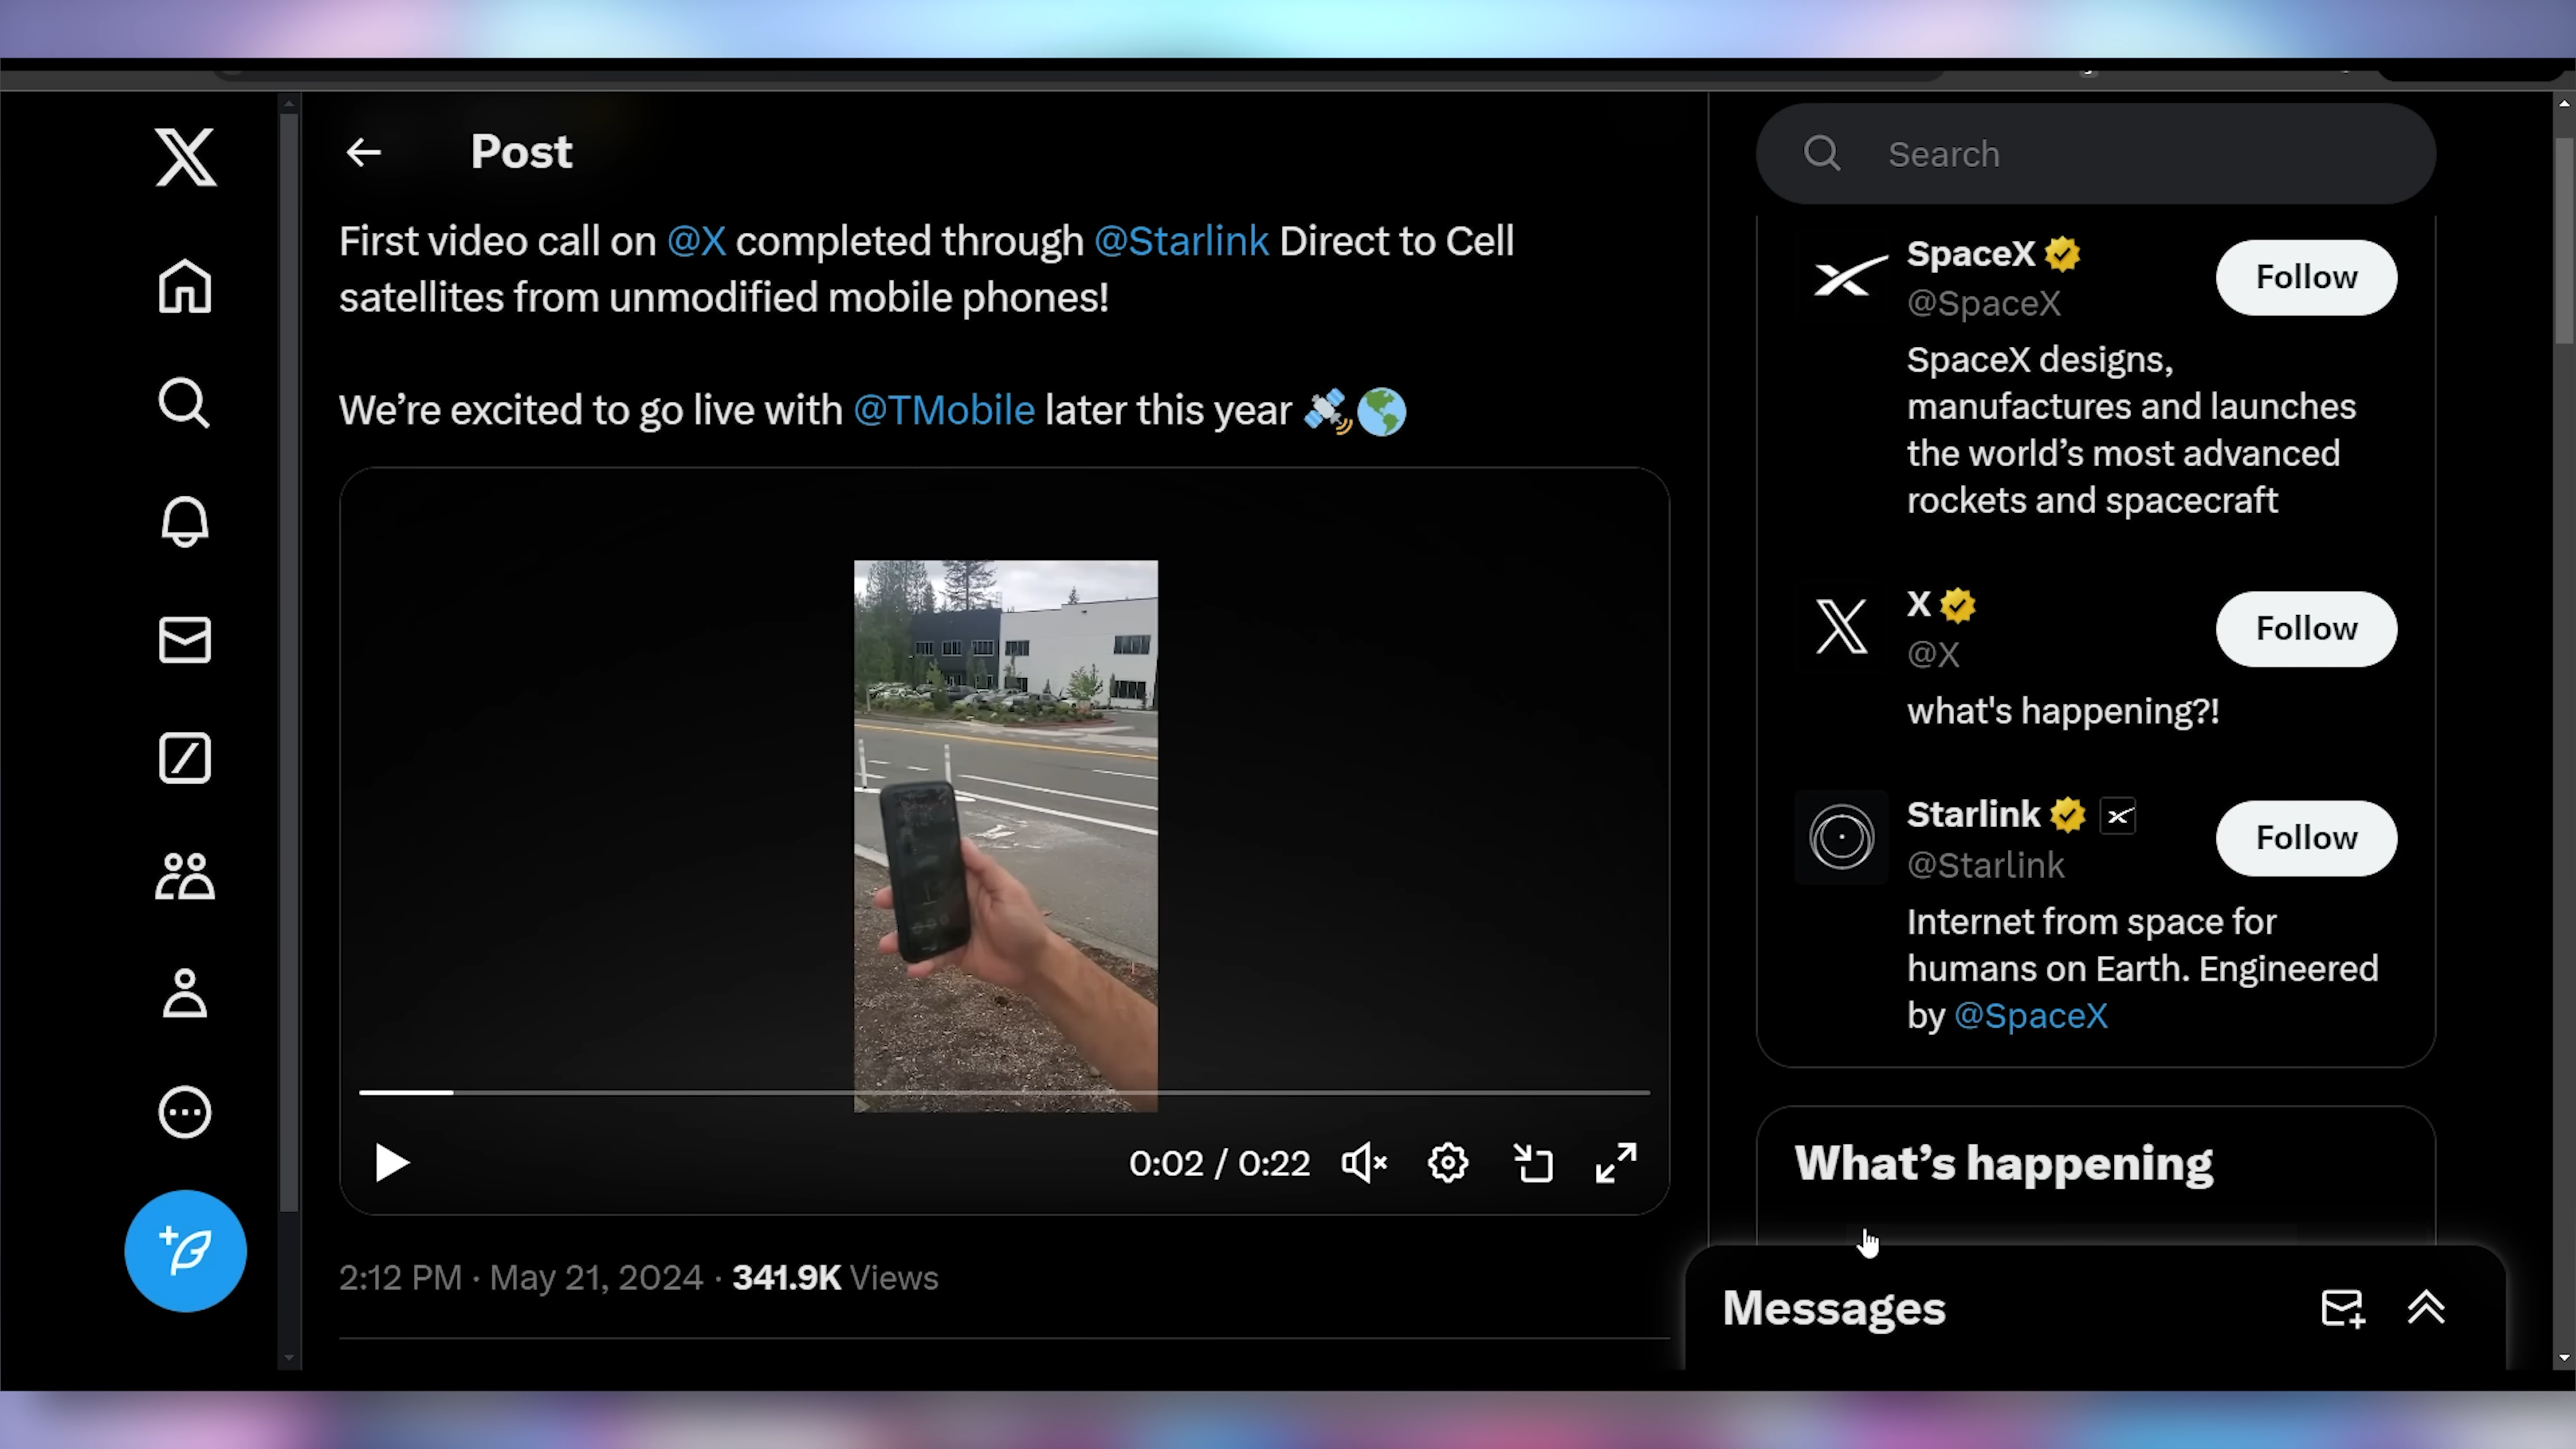 Post
First video call on @X completed through @Starlink Direct to Cell
satellites from unmodified mobile phones!
We’re excited to go live with @TMobile later this year 🛰️🌎
0:02 / 0:22
2:12 PM · May 21, 2024 · 341.9K Views
Search
SpaceX
@SpaceX
Follow
SpaceX designs,
manufactures and launches
the world’s most advanced
rockets and spacecraft
X
@X
Follow
what's happening?!
Starlink
@Starlink
Follow
Internet from space for
humans on Earth. Engineered
by @SpaceX
What’s happening
Messages